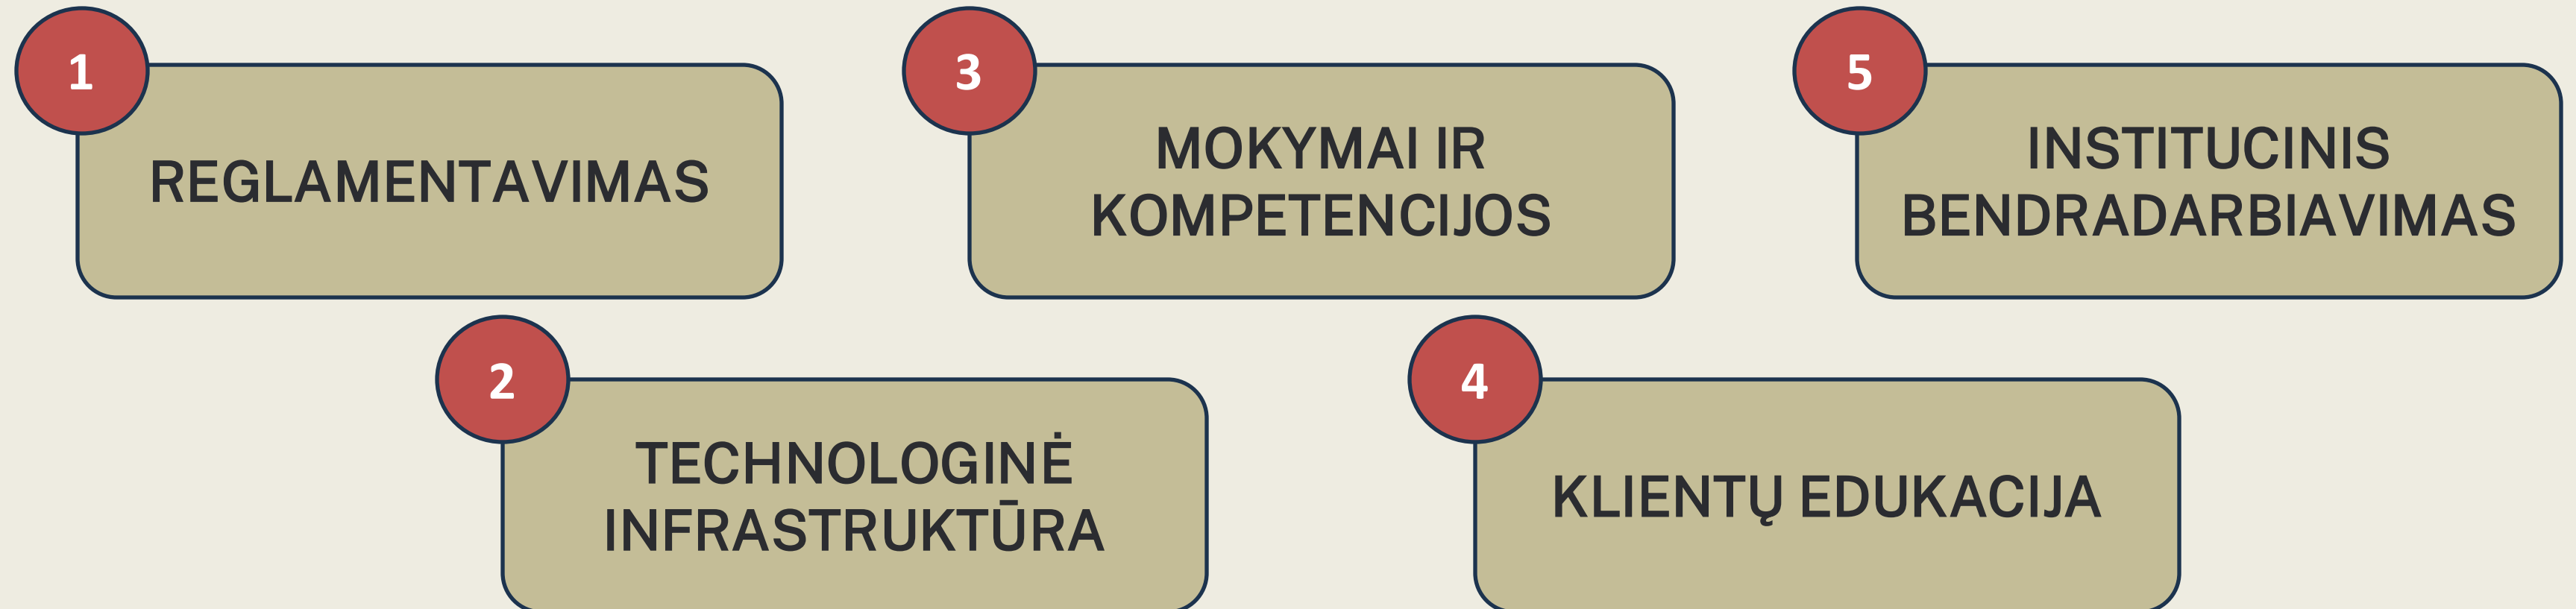 1
REGLAMENTAVIMAS
2
TECHNOLOGINĖ
INFRASTRUKTŪRA
3
MOKYMAI IR
KOMPETENCIJOS
4
KLIENTŲ EDUKACIJA
5
INSTITUCINIS
BENDRADARBIAVIMAS